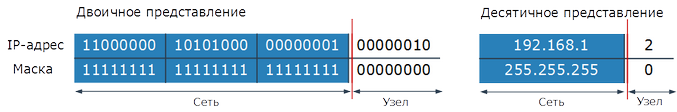 Двоичное представление Десятичное представление
IP-адрес 11000000 10101000 00000001 00000010 192.168.1 2
Маска 11111111 11111111 11111111 00000000 255.255.255 0
Сеть Узел Сеть Узел